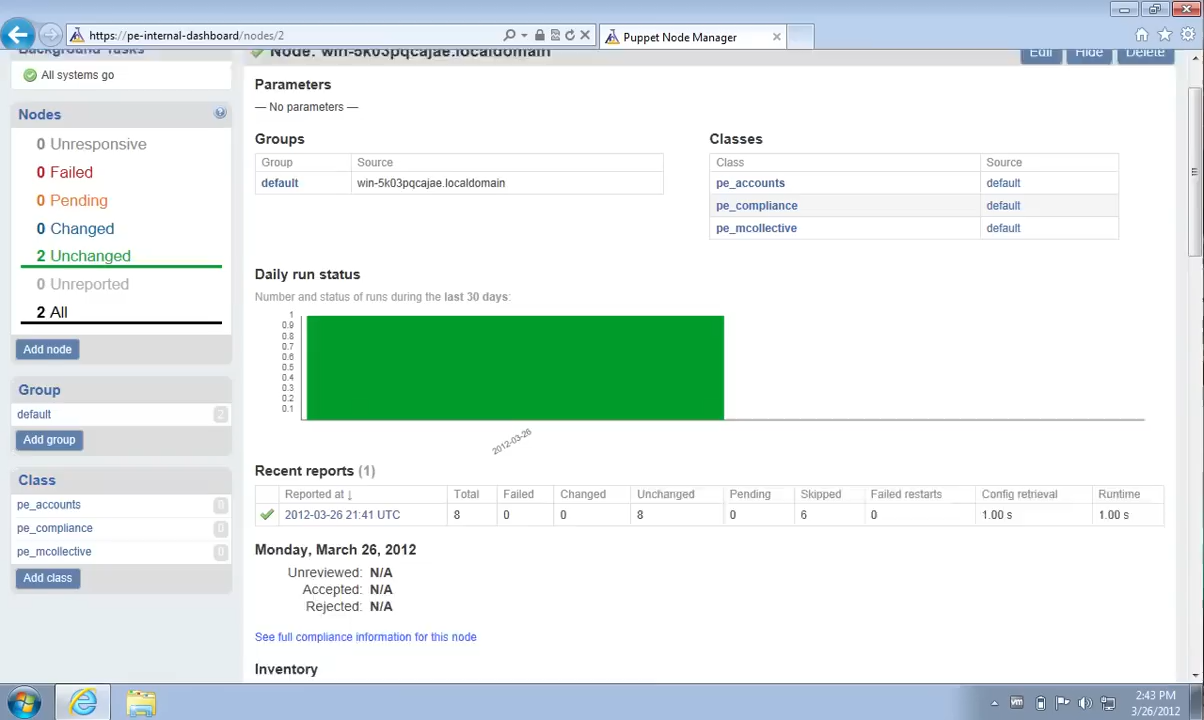 https://pe-internal-dashboard/nodes/2
Puppet Node Manager
Background Tasks
All systems go
Nodes
0 Unresponsive
0 Failed
0 Pending
0 Changed
2 Unchanged
0 Unreported
2 All
Add node
Group
default 2
Add group
Class
pe_accounts 0
pe_compliance 0
pe_mcollective 0
Add class
Node: win-5k03pqcajae.localdomain
Edit Hide Delete
Parameters
— No parameters —
Groups
Group Source
default win-5k03pqcajae.localdomain
Classes
Class Source
pe_accounts default
pe_compliance default
pe_mcollective default
Daily run status
Number and status of runs during the last 30 days:
1
0.9
0.8
0.7
0.6
0.5
0.4
0.3
0.2
0.1
2012-03-26
Recent reports (1)
Reported at ↓ Total Failed Changed Unchanged Pending Skipped Failed restarts Config retrieval Runtime
2012-03-26 21:41 UTC 8 0 0 8 0 6 0 1.00 s 1.00 s
Monday, March 26, 2012
Unreviewed: N/A
Accepted: N/A
Rejected: N/A
See full compliance information for this node
Inventory
vm
2:43 PM
3/26/2012